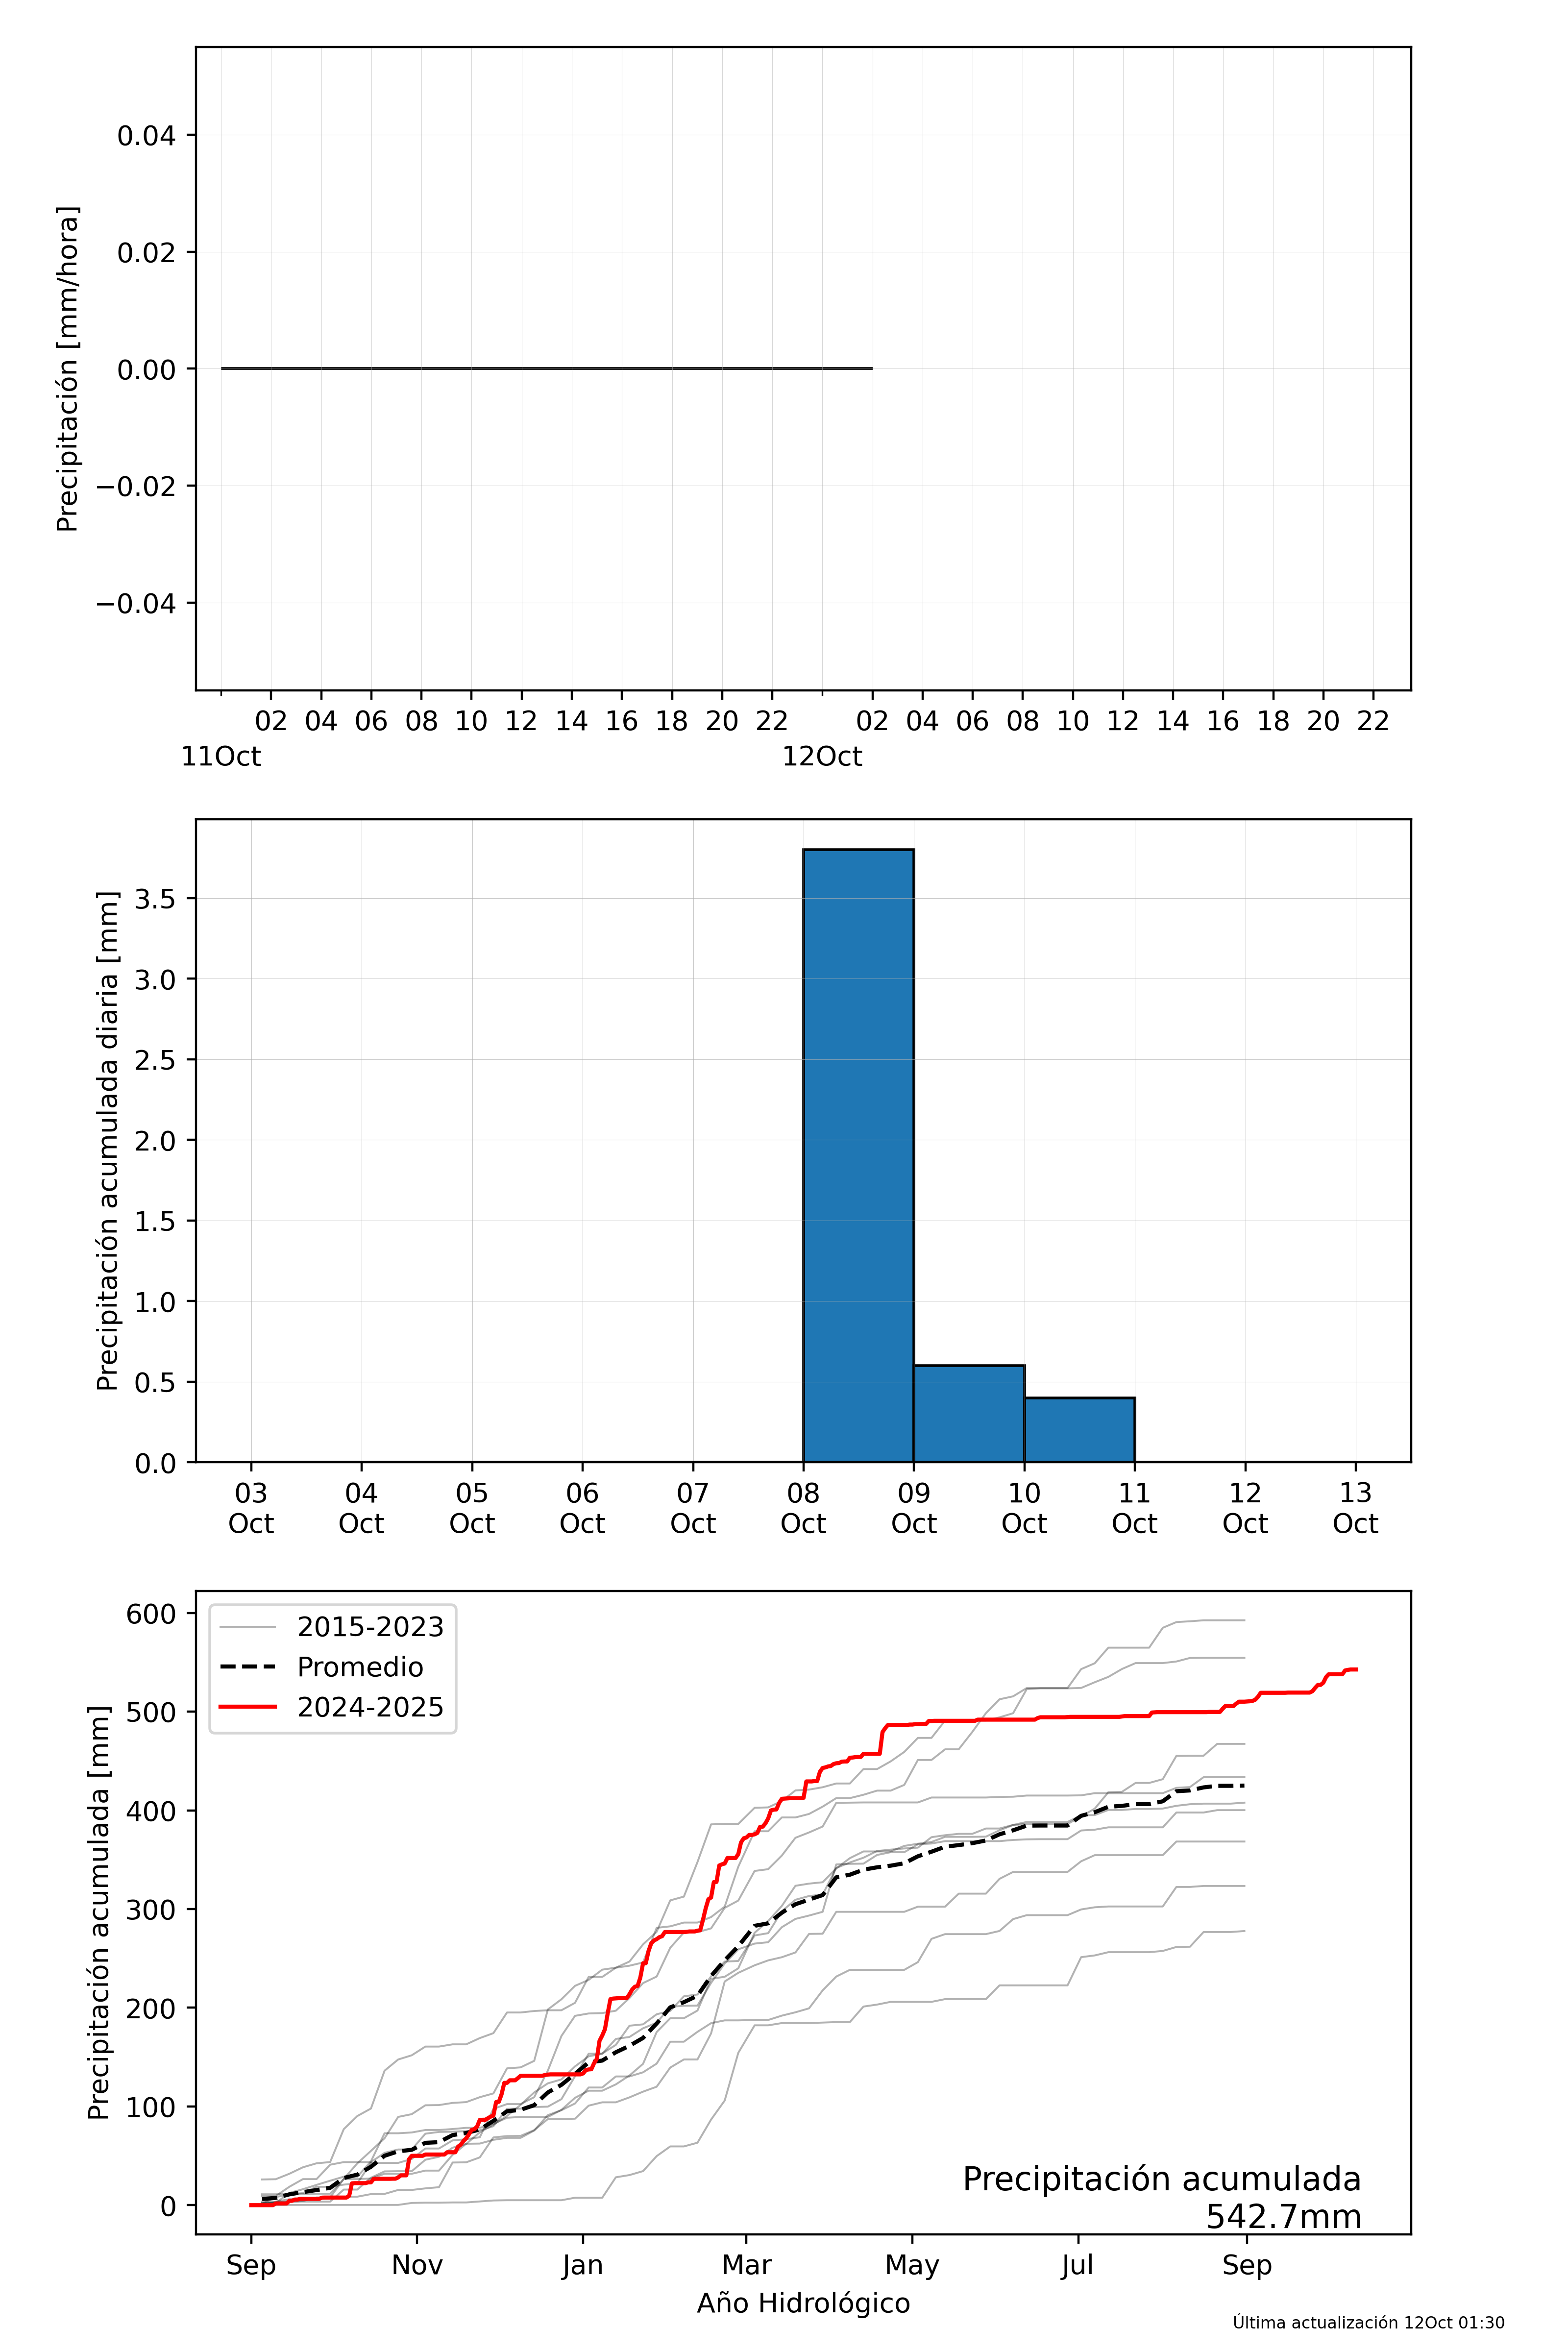 Precipitación [mm/hora]
0.04
0.02
0.00
−0.02
−0.04
02 04 06 08 10 12 14 16 18 20 22 02 04 06 08 10 12 14 16 18 20 22
11Oct 12Oct
Precipitación acumulada diaria [mm]
3.5
3.0
2.5
2.0
1.5
1.0
0.5
0.0
03 04 05 06 07 08 09 10 11 12 13
Oct Oct Oct Oct Oct Oct Oct Oct Oct Oct Oct
Precipitación acumulada [mm]
600
500
400
300
200
100
0
2015-2023
Promedio
2024-2025
Precipitación acumulada
542.7mm
Sep Nov Jan Mar May Jul Sep
Año Hidrológico
Última actualización 12Oct 01:30